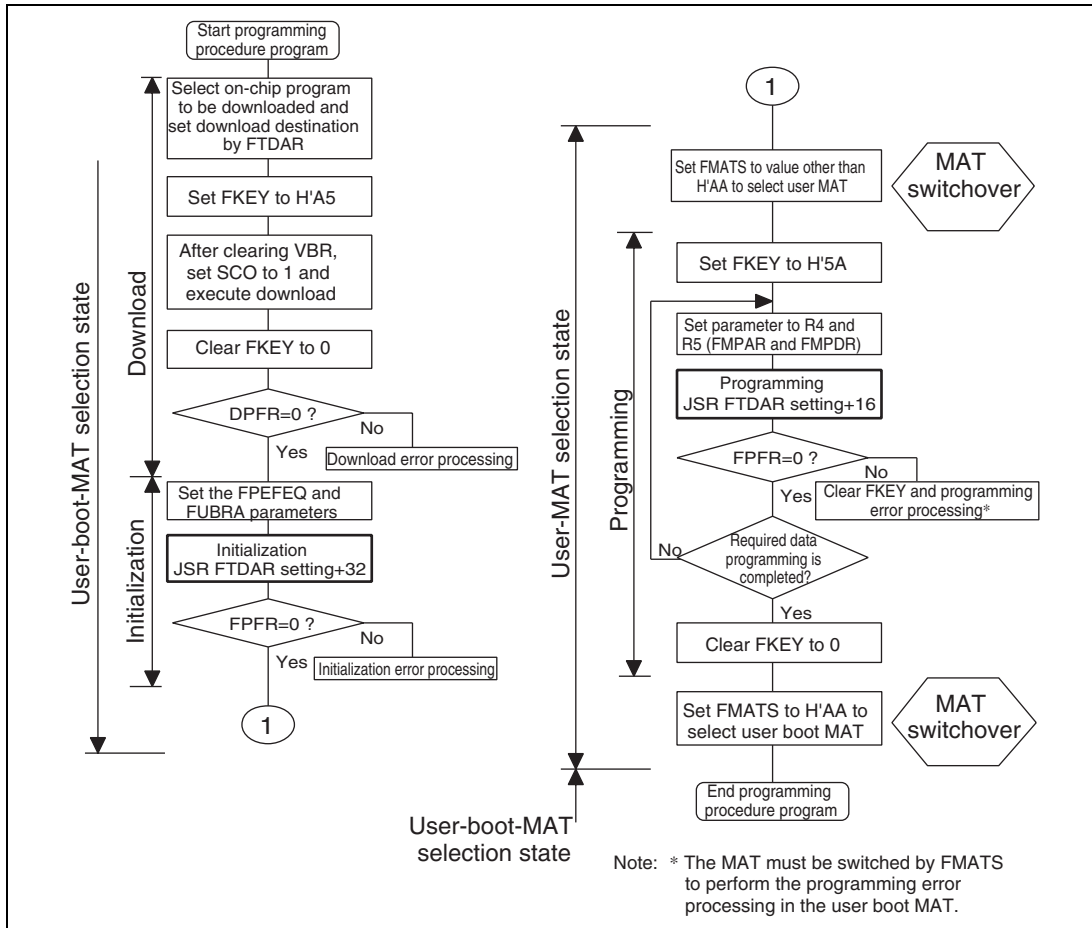 Start programming
procedure program
Select on-chip program
to be downloaded and
set download destination
by FTDAR
Set FKEY to H'A5
After clearing VBR,
set SCO to 1 and
execute download
Clear FKEY to 0
DPFR=0 ?
No
Yes
Download error processing
Set the FPEFEQ and
FUBRA parameters
Initialization
JSR FTDAR setting+32
FPFR=0 ?
No
Yes
Initialization error processing
1
Download
Initialization
User-boot-MAT selection state
1
Set FMATS to value other than
H'AA to select user MAT
MAT
switchover
Set FKEY to H'5A
Set parameter to R4 and
R5 (FMPAR and FMPDR)
Programming
JSR FTDAR setting+16
FPFR=0 ?
No
Yes
Clear FKEY and programming
error processing*
Required data
programming is
completed?
No
Yes
Clear FKEY to 0
Set FMATS to H'AA to
select user boot MAT
MAT
switchover
End programming
procedure program
Programming
User-MAT selection state
User-boot-MAT
selection state
Note: * The MAT must be switched by FMATS
to perform the programming error
processing in the user boot MAT.